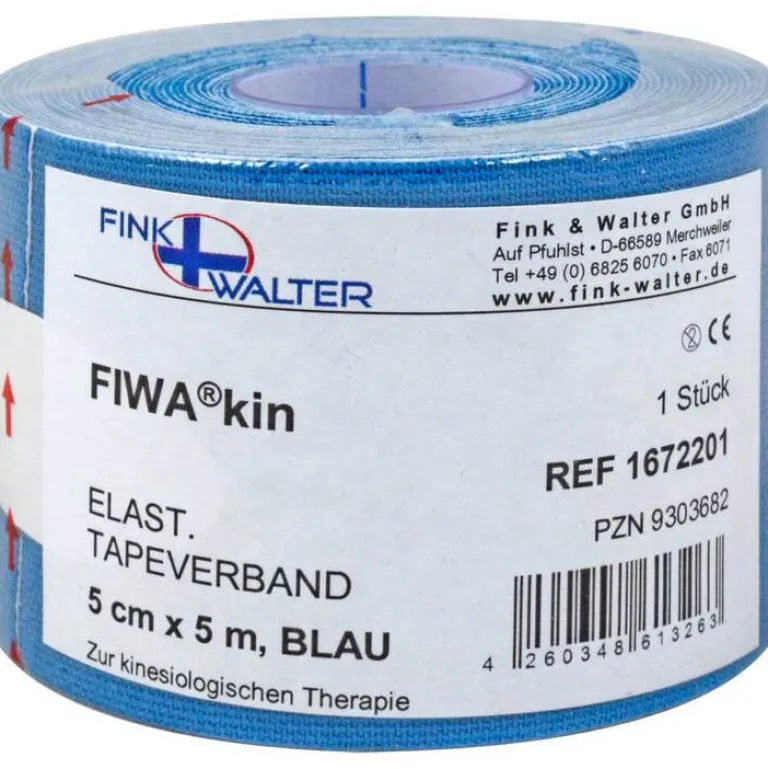 FINK
WALTER
Fink & Walter GmbH
Auf Pfuhlst • D-66589 Merchweiler
Tel +49 (0) 6825 6070 • Fax 6071
www.fink-walter.de
CE
FIWA®kin
1 Stück
REF 1672201
PZN 9303682
ELAST.
TAPEVERBAND
5 cm x 5 m, BLAU
Zur kinesiologischen Therapie
4 260348 613263